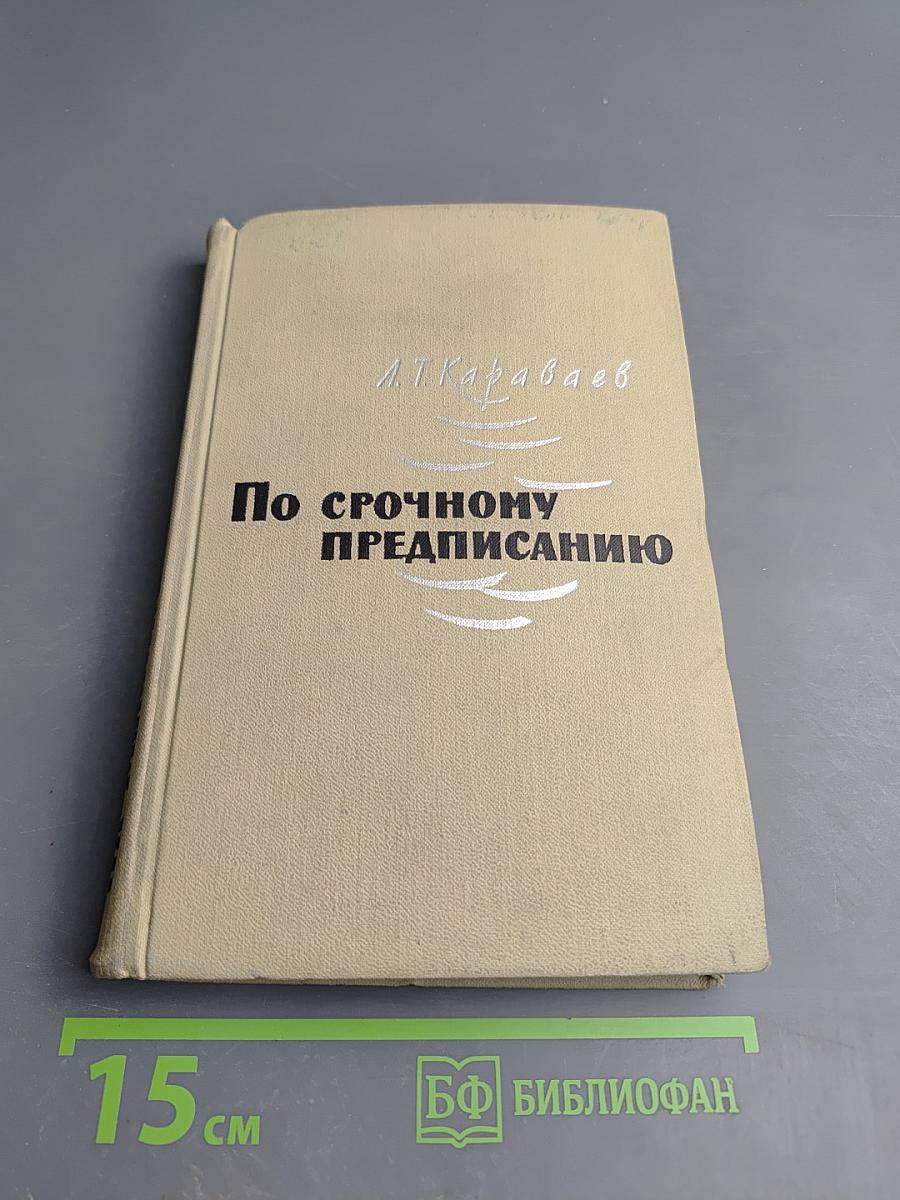 Л.Т. Караваев
По срочному
предписанию
15 см
БФ БИБЛИОФАН